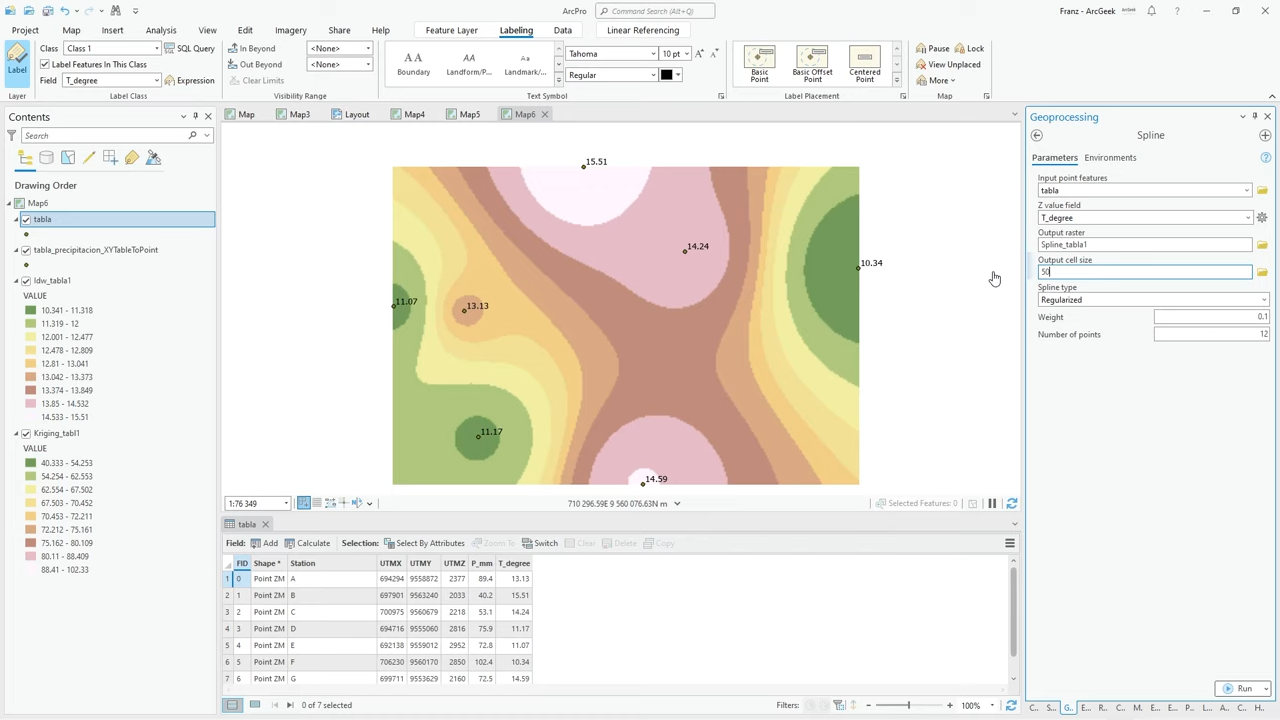 ArcPro
Command Search (Alt+Q)
Franz - ArcGeek
Project Map Insert Analysis View Edit Imagery Share Help Feature Layer Labeling Data Linear Referencing
Label
Layer
Class Class 1
SQL Query
Label Features In This Class
Field T_degree
Expression
Label Class
In Beyond <None>
Out Beyond <None>
Clear Limits
Visibility Range
Boundary
Landform/P...
Landmark/...
Tahoma 10 pt
Regular
Text Symbol
Basic Point
Basic Offset Point
Centered Point
Label Placement
Pause Lock
View Unplaced
More
Map
Contents
Search
Drawing Order
Map6
tabla
tabla_precipitacion_XYTableToPoint
Idw_tabla1
VALUE
10.341 - 11.318
11.319 - 12
12.001 - 12.477
12.478 - 12.809
12.81 - 13.041
13.042 - 13.373
13.374 - 13.849
13.85 - 14.532
14.533 - 15.51
Kriging_tabl1
VALUE
40.333 - 54.253
54.254 - 62.553
62.554 - 67.502
67.503 - 70.452
70.453 - 72.211
72.212 - 75.161
75.162 - 80.109
80.11 - 88.409
88.41 - 102.33
Map Map3 Layout Map4 Map5 Map6
15.51
14.24
10.34
11.07
13.13
11.17
14.59
1:76 349
710 296.59E 9 560 076.63N m
Selected Features: 0
tabla
Field: Add Calculate Selection: Select By Attributes Zoom To Switch Clear Delete Copy
FID Shape * Station UTMX UTMY UTMZ P_mm T_degree
1 0 Point ZM A 694294 9558872 2377 89.4 13.13
2 1 Point ZM B 697901 9563240 2033 40.2 15.51
3 2 Point ZM C 700975 9560679 2218 53.1 14.24
4 3 Point ZM D 694716 9555060 2816 75.9 11.17
5 4 Point ZM E 692138 9559012 2952 72.8 11.07
6 5 Point ZM F 706230 9560170 2850 102.4 10.34
7 6 Point ZM G 699711 9553629 2160 72.5 14.59
0 of 7 selected
Filters:
100%
Geoprocessing
Spline
Parameters Environments
Input point features
tabla
Z value field
T_degree
Output raster
Spline_tabla1
Output cell size
50
Spline type
Regularized
Weight 0.1
Number of points 12
Run
C... S... G... E... R... C... M... E... E... P... L... A... C... H...